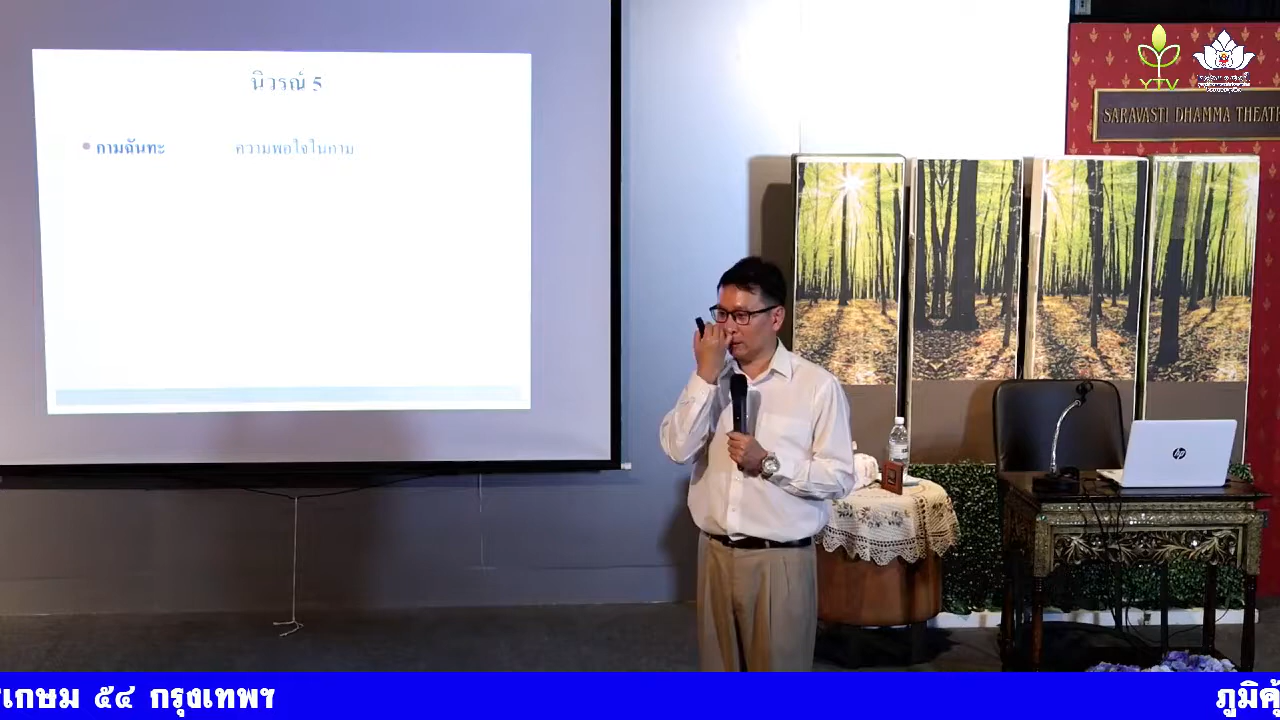 นิวรณ์ 5
กามฉันทะ ความพอใจในกาม
YTV
SARAVASTI DHAMMA THEAT
hp
เกษม ๕๔ กรุงเทพฯ
ภูมิคุ้